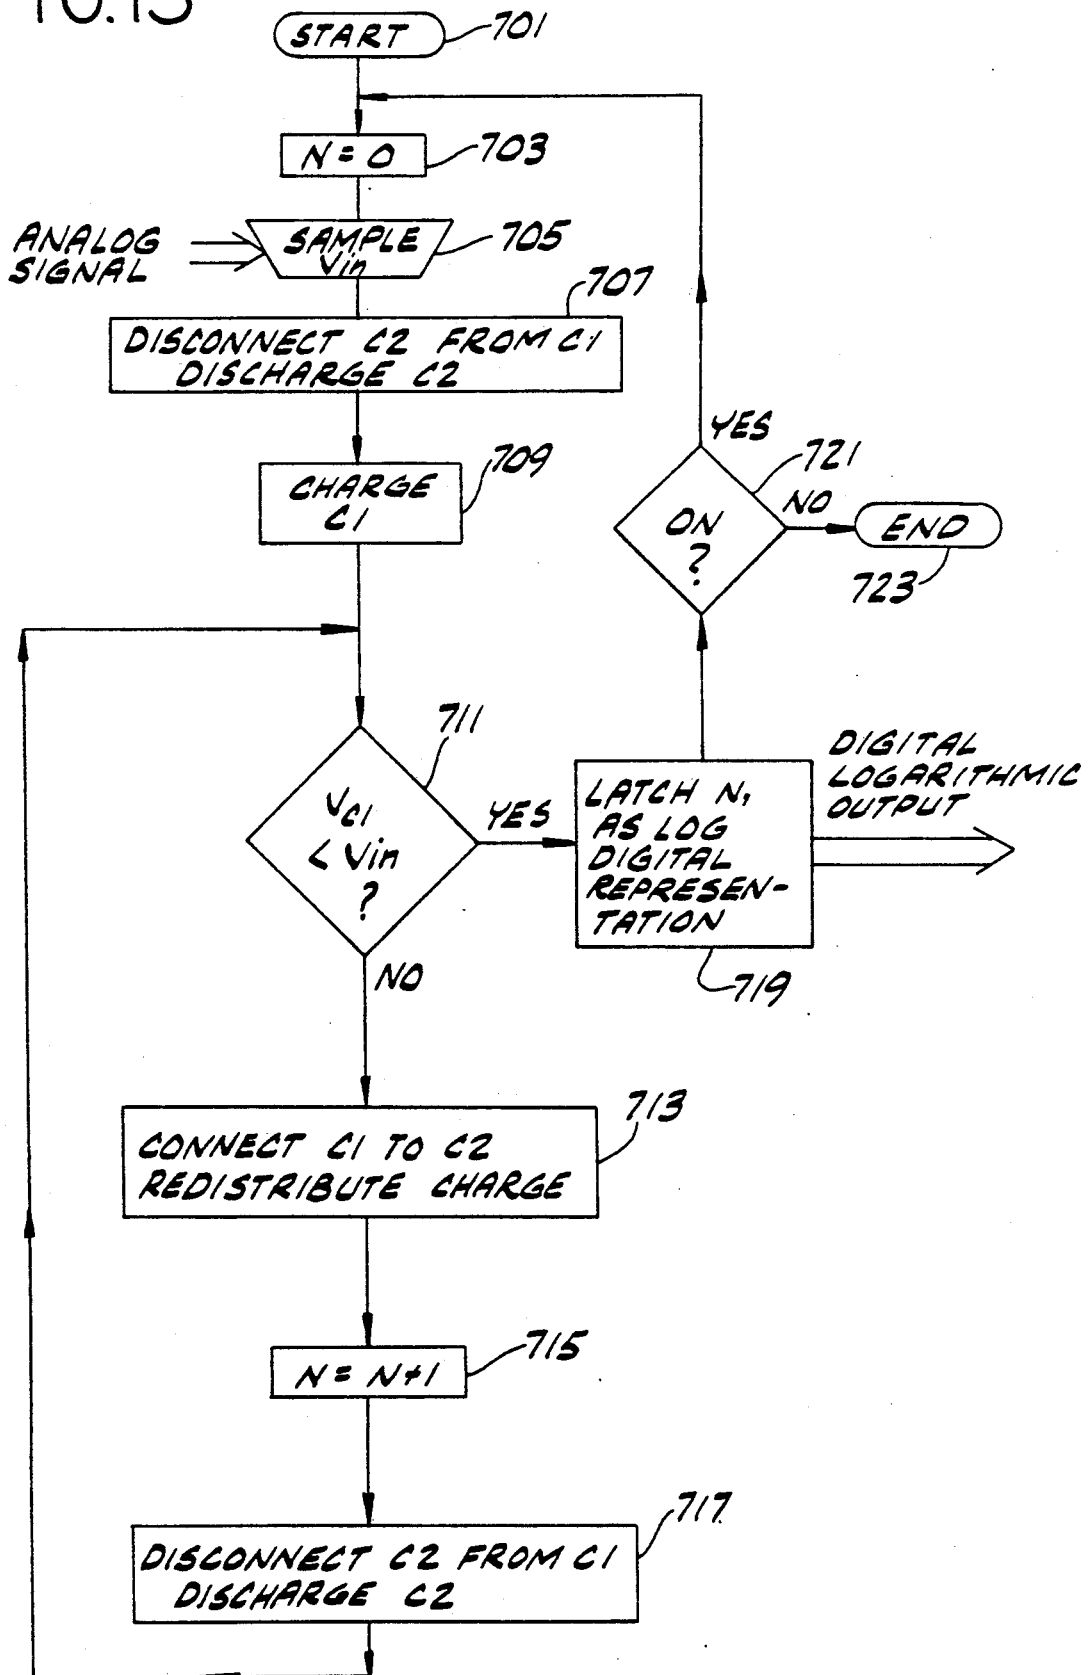 IG.13
START
701
N = 0
703
ANALOG
SIGNAL
SAMPLE
Vin
705
707
DISCONNECT C2 FROM C1
DISCHARGE C2
CHARGE
C1
709
YES
721
ON
?
NO
END
723
711
VC1
< Vin
?
YES
NO
LATCH N,
AS LOG
DIGITAL
REPRESEN-
TATION
719
DIGITAL
LOGARITHMIC
OUTPUT
713
CONNECT C1 TO C2
REDISTRIBUTE CHARGE
715
N = N+1
717
DISCONNECT C2 FROM C1
DISCHARGE C2